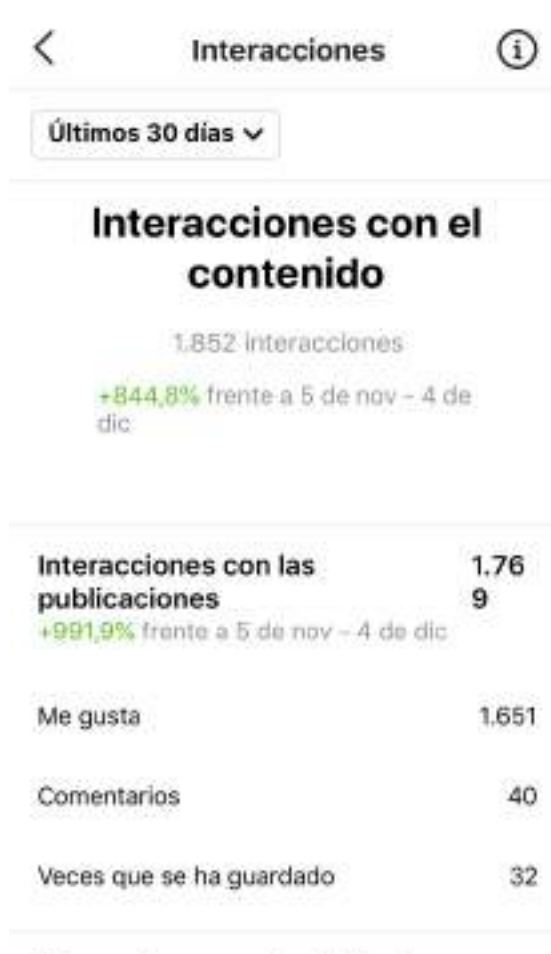 Interacciones
Últimos 30 días
Interacciones con el
contenido
1.852 interacciones
+844,8% frente a 5 de nov – 4 de
dic
Interacciones con las
publicaciones
1.76
9
+991,9% frente a 5 de nov – 4 de dic
Me gusta
1.651
Comentarios
40
Veces que se ha guardado
32